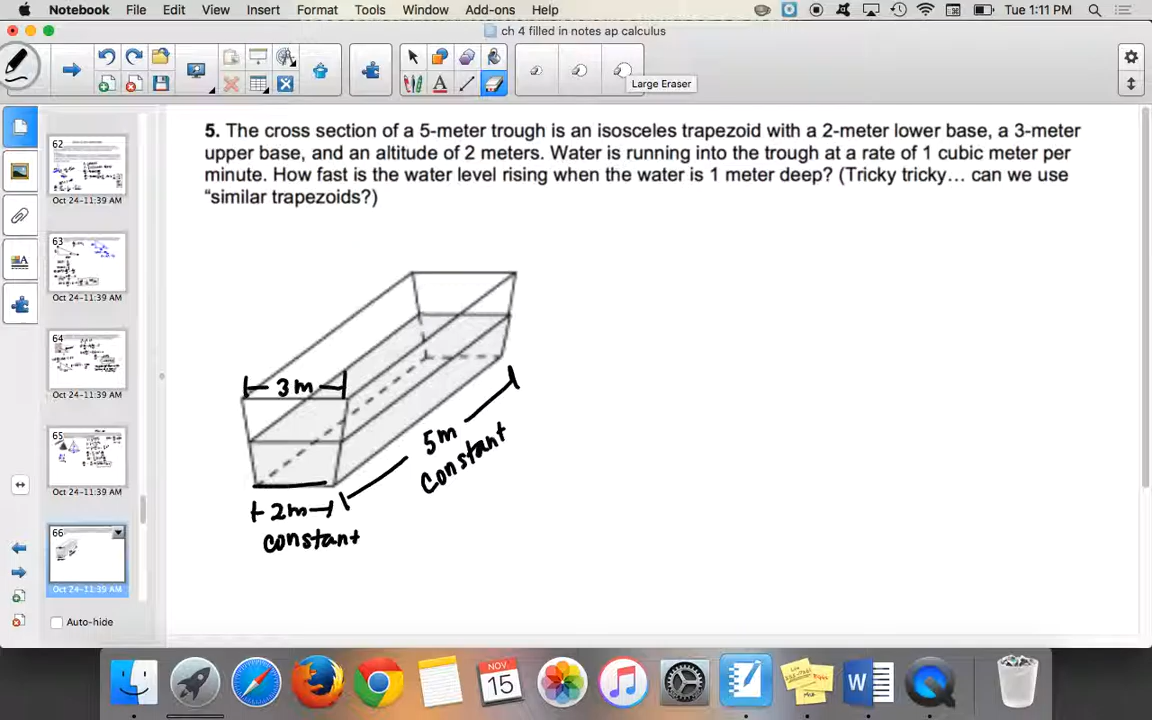 Notebook File Edit View Insert Format Tools Window Add-ons Help Tue 1:11 PM
ch 4 filled in notes ap calculus
Large Eraser
5. The cross section of a 5-meter trough is an isosceles trapezoid with a 2-meter lower base, a 3-meter
upper base, and an altitude of 2 meters. Water is running into the trough at a rate of 1 cubic meter per
minute. How fast is the water level rising when the water is 1 meter deep? (Tricky tricky… can we use
“similar trapezoids?)
3m
5m
constant
2m
constant
62
Oct 24-11:39 AM
63
Oct 24-11:39 AM
64
Oct 24-11:39 AM
65
Oct 24-11:39 AM
66
Oct 24-11:39 AM
Auto-hide
NOV.
15
W